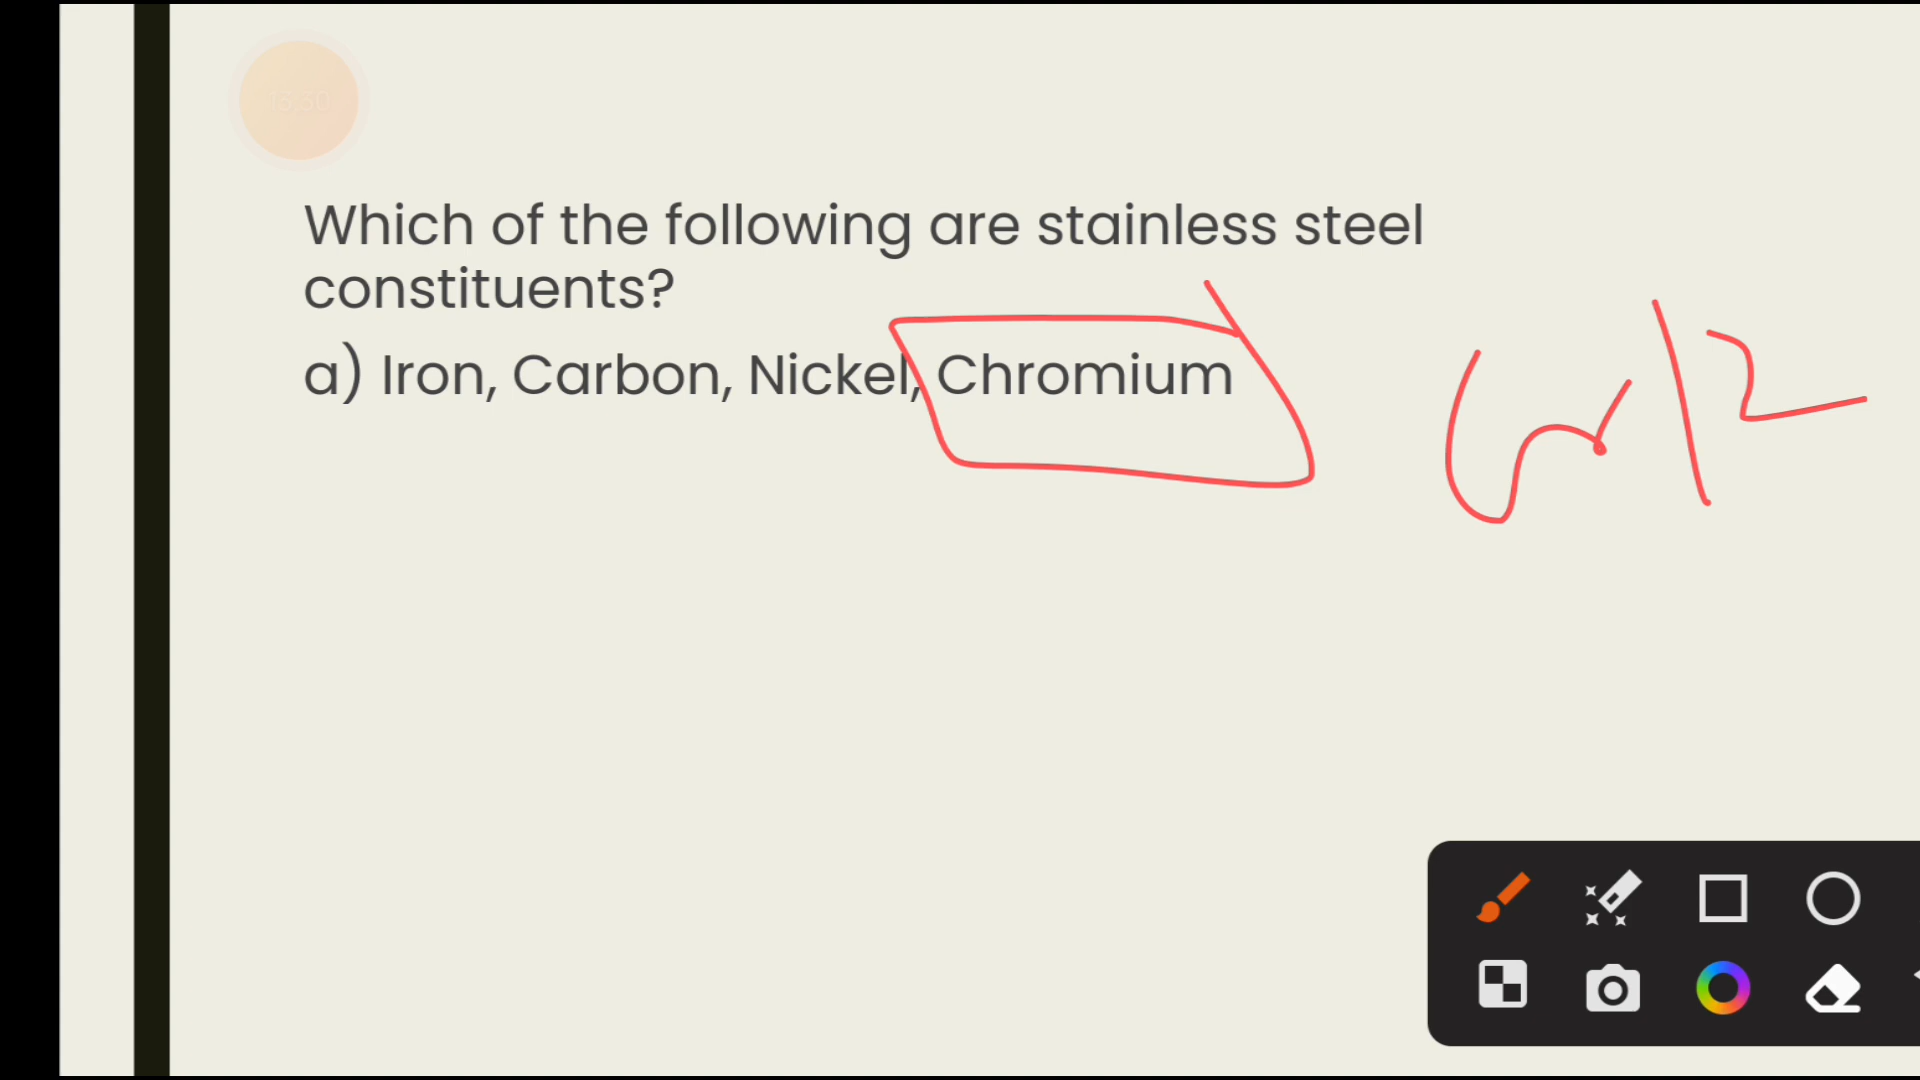 Which of the following are stainless steel
constituents?
a) Iron, Carbon, Nickel, Chromium